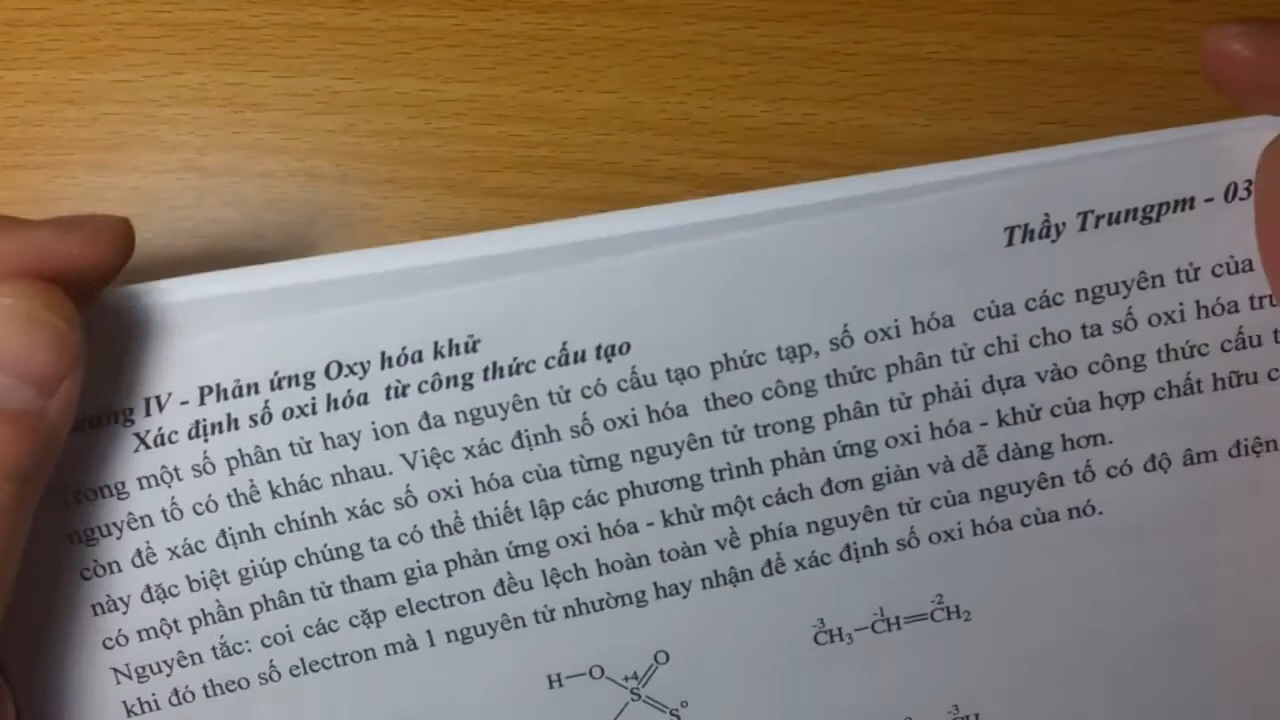 Thầy Trungpm - 03
IV - Phản ứng Oxy hóa khử
Xác định số oxi hóa từ công thức cấu tạo
Trong một số phân tử hay ion đa nguyên tử có cấu tạo phức tạp, số oxi hóa của các nguyên tử của
nguyên tố có thể khác nhau. Việc xác định số oxi hóa theo công thức phân tử chỉ cho ta số oxi hóa
còn để xác định chính xác số oxi hóa của từng nguyên tử trong phân tử phải dựa vào công thức cấu
này đặc biệt giúp chúng ta có thể thiết lập các phương trình phản ứng oxi hóa - khử của hợp chất hữu
có một phần phân tử tham gia phản ứng oxi hóa - khử một cách đơn giản và dễ dàng hơn.
Nguyên tắc: coi các cặp electron đều lệch hoàn toàn về phía nguyên tử của nguyên tố có độ âm điện
khi đó theo số electron mà 1 nguyên tử nhường hay nhận để xác định số oxi hóa của nó.
-3 -1 -2
CH₃-CH=CH₂
H-O O
+4
S
S⁰
-3